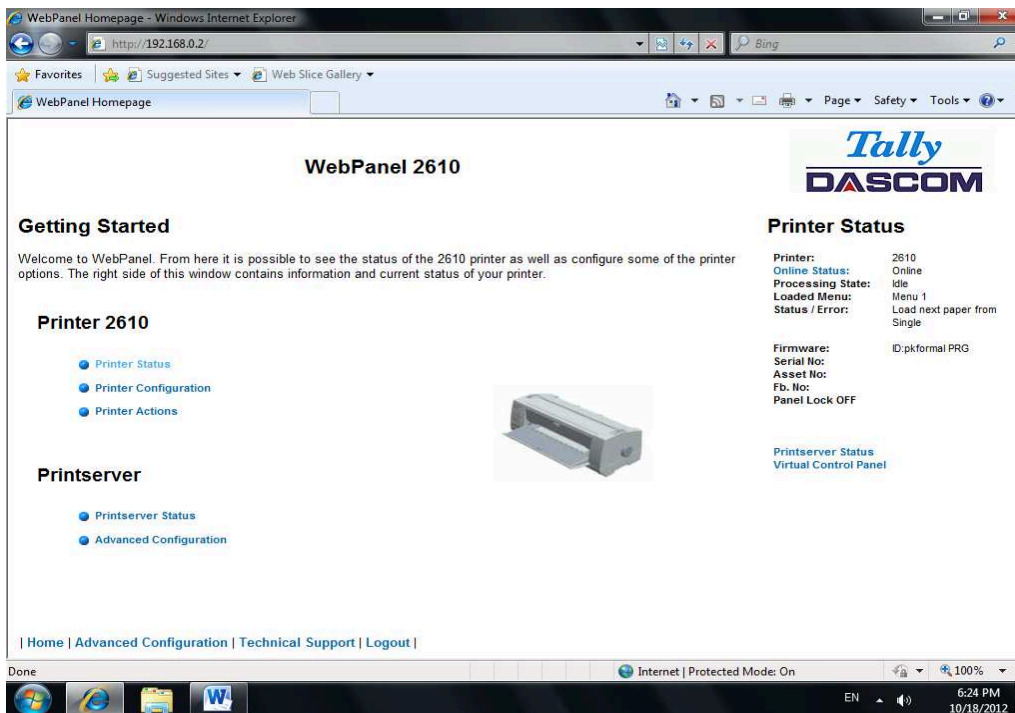 WebPanel Homepage - Windows Internet Explorer
http://192.168.0.2/
Bing
Favorites
Suggested Sites
Web Slice Gallery
WebPanel Homepage
Page
Safety
Tools
WebPanel 2610
Tally
DASCOM
Getting Started
Welcome to WebPanel. From here it is possible to see the status of the 2610 printer as well as configure some of the printer
options. The right side of this window contains information and current status of your printer.
Printer 2610
Printer Status
Printer Configuration
Printer Actions
Printserver
Printserver Status
Advanced Configuration
Printer Status
Printer: 2610
Online Status: Online
Processing State: Idle
Loaded Menu: Menu 1
Status / Error: Load next paper from
Single
Firmware: ID:pkformal PRG
Serial No:
Asset No:
Fb. No:
Panel Lock OFF
Printserver Status
Virtual Control Panel
| Home | Advanced Configuration | Technical Support | Logout |
Done
Internet | Protected Mode: On
100%
EN
6:24 PM
10/18/2012